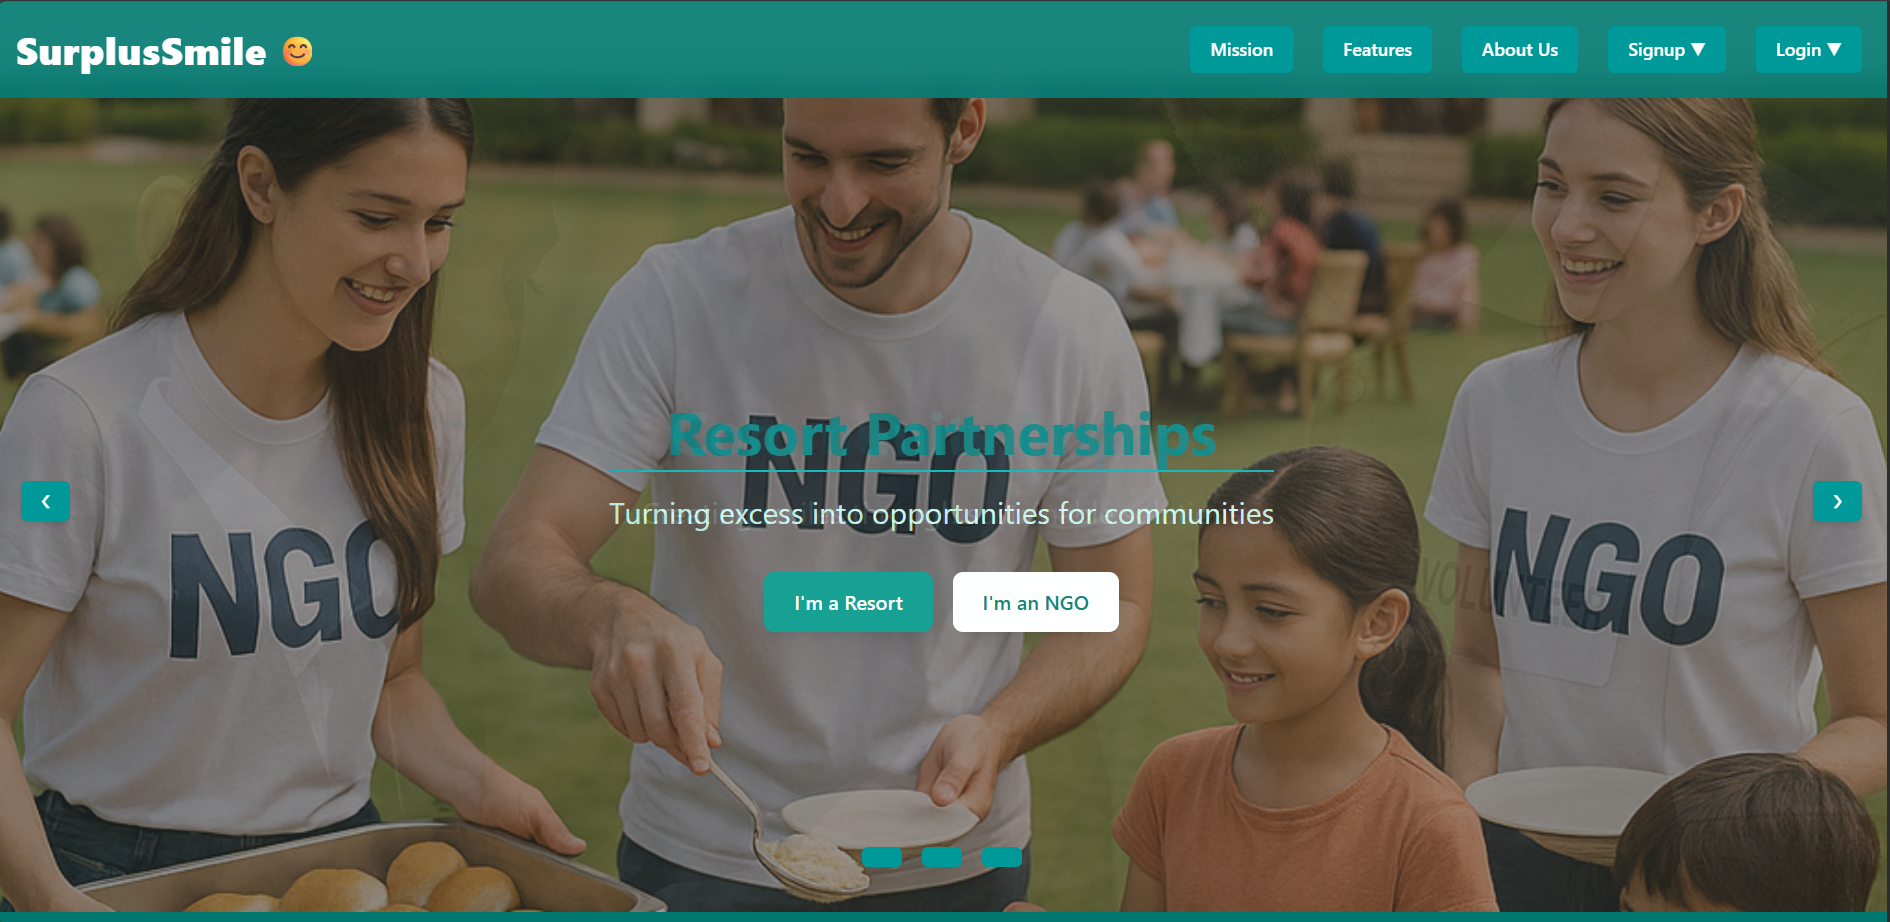 SurplusSmile 😊
Mission Features About Us Signup ▼ Login ▼
NGO
NGO
NGO
Resort Partnerships
Turning excess into opportunities for communities
❮
❯
I'm a Resort I'm an NGO
VOLUNTEER